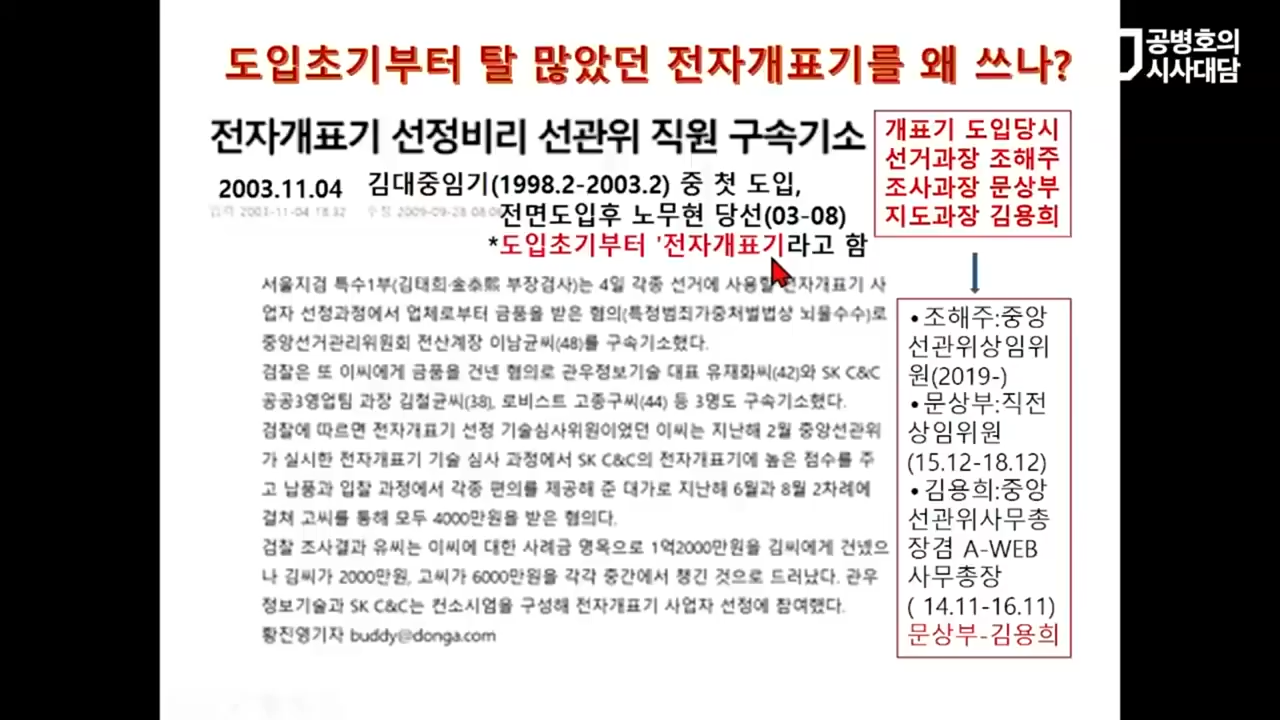 도입초기부터 탈 많았던 전자개표기를 왜 쓰나?
공병호의
시사대담
전자개표기 선정비리 선관위 직원 구속기소
2003.11.04
김대중임기(1998.2-2003.2) 중 첫 도입,
전면도입후 노무현 당선(03-08)
*도입초기부터 '전자개표기라고 함
입력 2003-11-04 18:32 수정 2009-09-28
서울지검 특수1부(김태희·金泰熙 부장검사)는 4일 각종 선거에 사용할 전자개표기 사
업자 선정과정에서 업체로부터 금품을 받은 혐의(특정범죄가중처벌법상 뇌물수수)로
중앙선거관리위원회 전산계장 이남균씨(48)를 구속기소했다.
검찰은 또 이씨에게 금품을 건넨 혐의로 관우정보기술 대표 유재화씨(42)와 SK C&C
공공3영업팀 과장 김철균씨(38), 로비스트 고종구씨(44) 등 3명도 구속기소했다.
검찰에 따르면 전자개표기 선정 기술심사위원이었던 이씨는 지난해 2월 중앙선관위
가 실시한 전자개표기 기술 심사 과정에서 SK C&C의 전자개표기에 높은 점수를 주
고 납품과 입찰 과정에서 각종 편의를 제공해 준 대가로 지난해 6월과 8월 2차례에
걸쳐 고씨를 통해 모두 4000만원을 받은 혐의다.
검찰 조사결과 유씨는 이씨에 대한 사례금 명목으로 1억2000만원을 김씨에게 건넸으
나 김씨가 2000만원, 고씨가 6000만원을 각각 중간에서 챙긴 것으로 드러났다. 관우
정보기술과 SK C&C는 컨소시엄을 구성해 전자개표기 사업자 선정에 참여했다.
황진영기자 buddy@donga.com
개표기 도입당시
선거과장 조해주
조사과장 문상부
지도과장 김용희
•조해주:중앙
선관위상임위
원(2019-)
•문상부:직전
상임위원
(15.12-18.12)
•김용희:중앙
선관위사무총
장겸 A-WEB
사무총장
( 14.11-16.11)
문상부-김용희